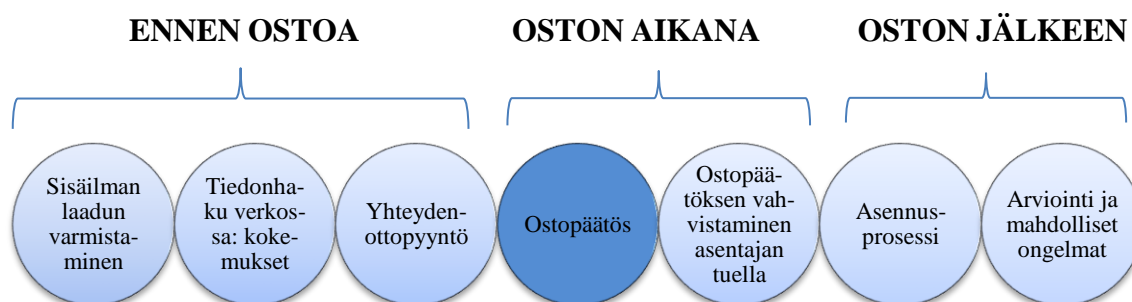 ENNEN OSTOA
OSTON AIKANA
OSTON JÄLKEEN
Sisäilman
laadun
varmista-
minen
Tiedonha-
ku verkos-
sa: koke-
mukset
Yhteyden-
ottopyyntö
Ostopäätös
Ostopää-
töksen vah-
vistaminen
asentajan
tuella
Asennus-
prosessi
Arviointi ja
mahdolliset
ongelmat